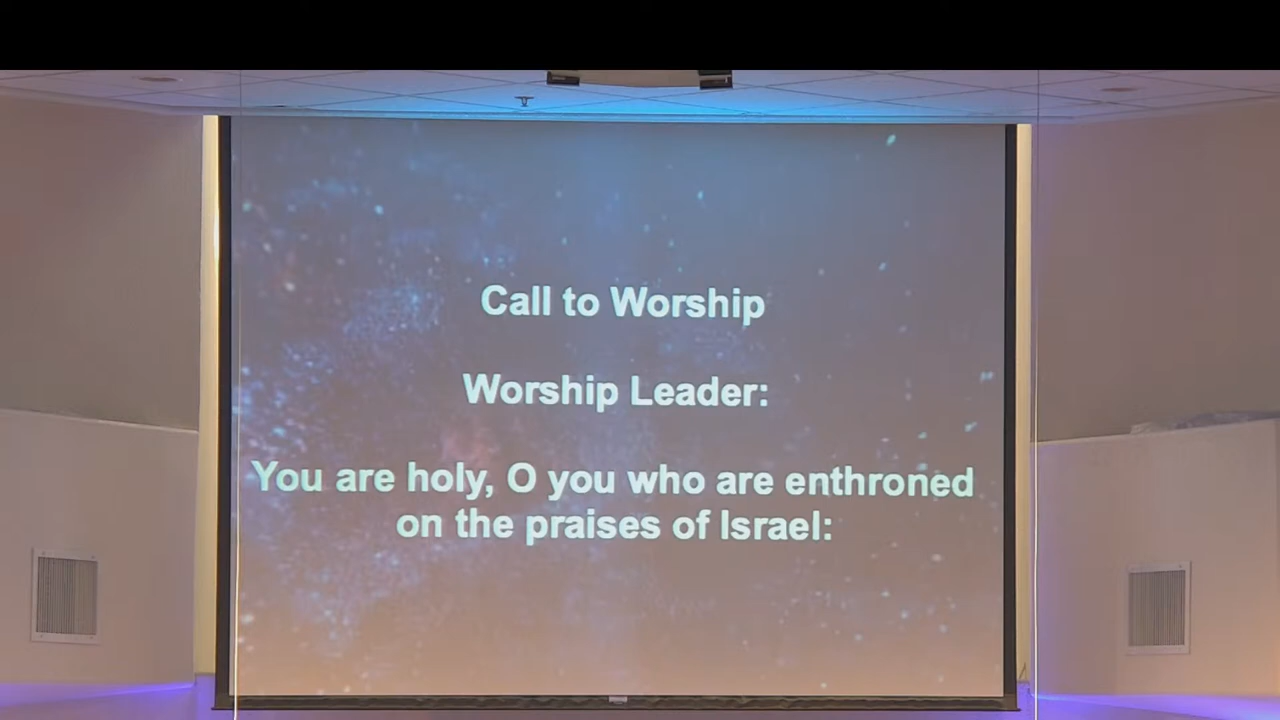 Call to Worship
Worship Leader:
You are holy, O you who are enthroned
on the praises of Israel: